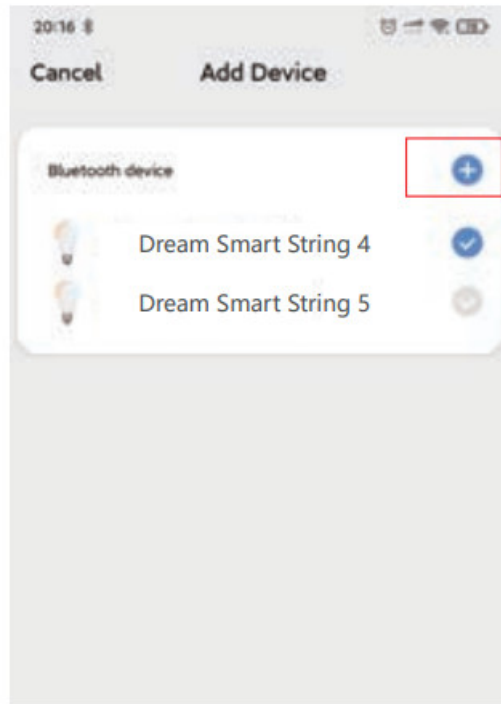 20:16
Cancel Add Device
Bluetooth device
Dream Smart String 4
Dream Smart String 5